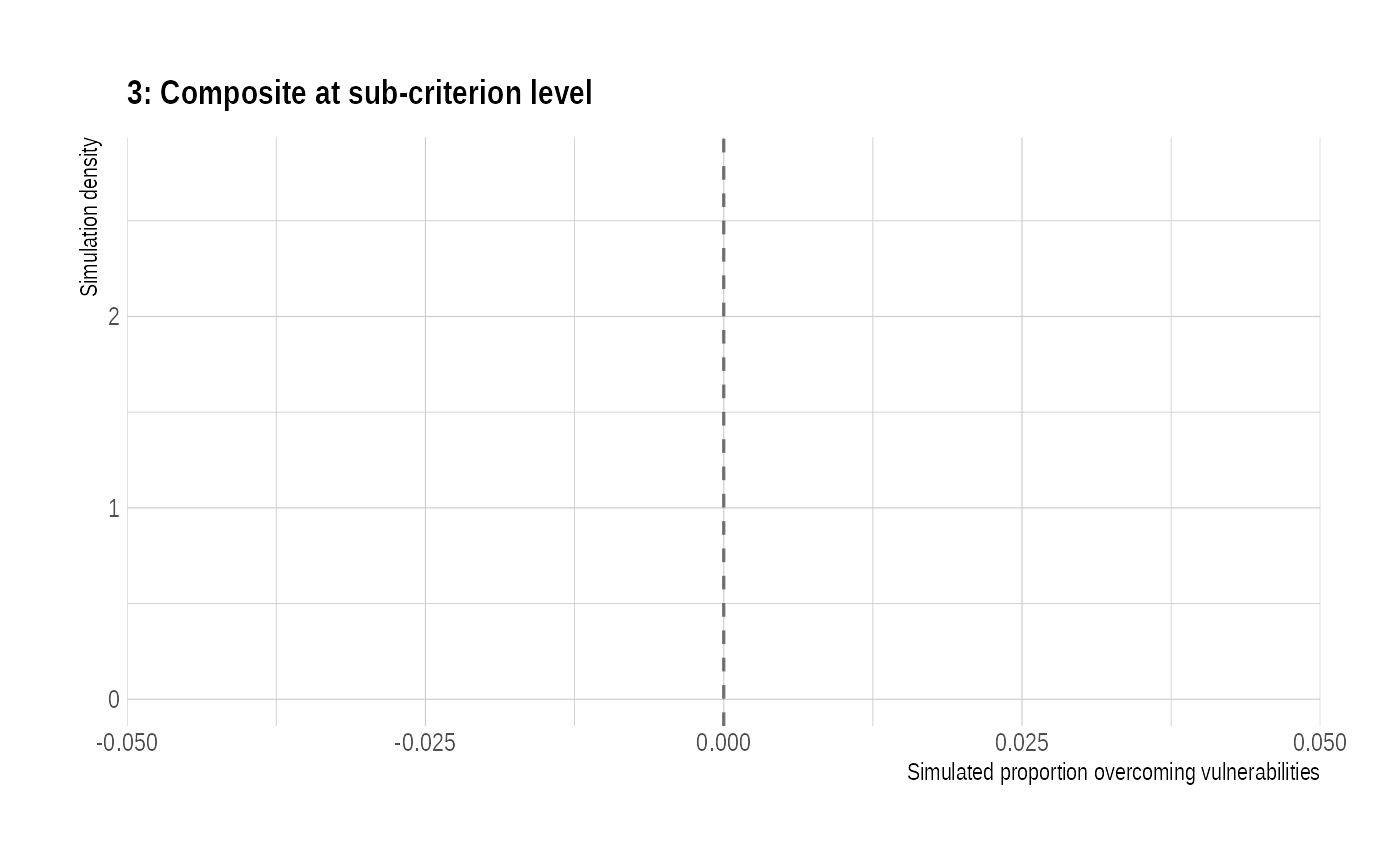 3: Composite at sub-criterion level
Simulation density
2
1
0
-0.050 -0.025 0.000 0.025 0.050
Simulated proportion overcoming vulnerabilities